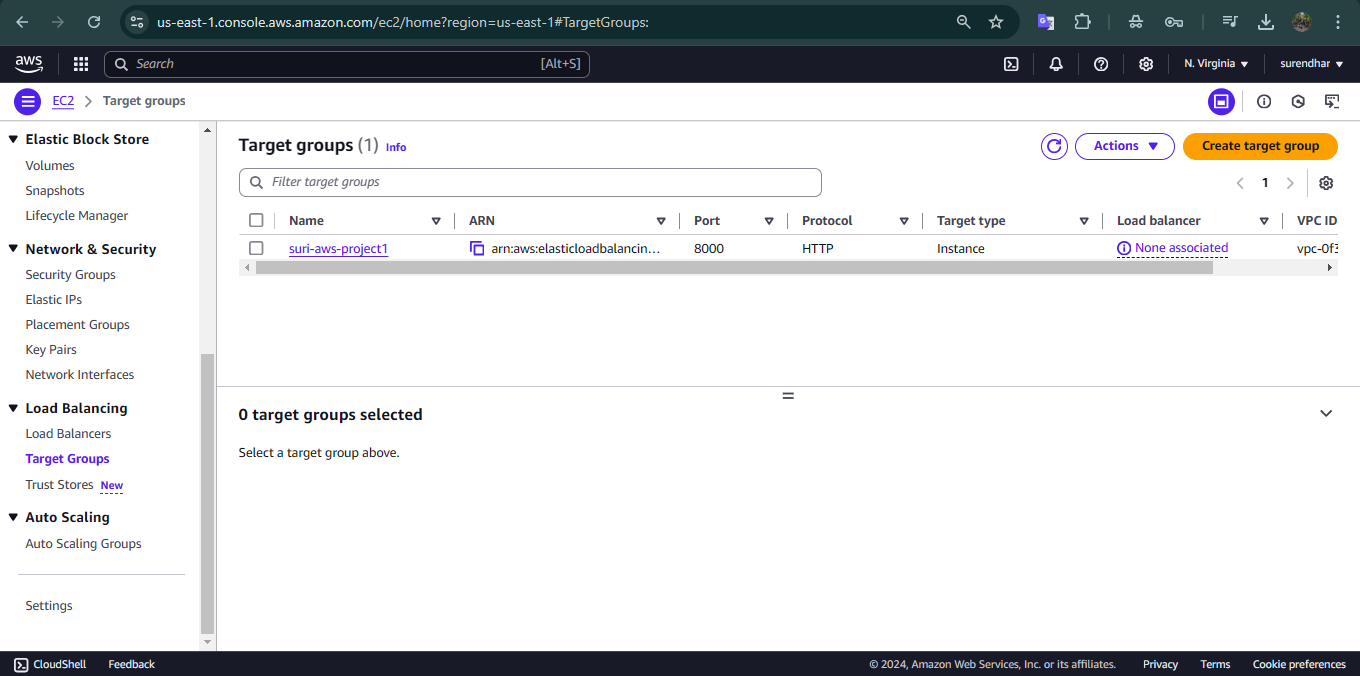 us-east-1.console.aws.amazon.com/ec2/home?region=us-east-1#TargetGroups:
aws
Search [Alt+S]
N. Virginia
surendhar
EC2 Target groups
Elastic Block Store
Volumes
Snapshots
Lifecycle Manager
Network & Security
Security Groups
Elastic IPs
Placement Groups
Key Pairs
Network Interfaces
Load Balancing
Load Balancers
Target Groups
Trust Stores New
Auto Scaling
Auto Scaling Groups
Settings
Target groups (1) Info
Actions
Create target group
Filter target groups
1
Name ARN Port Protocol Target type Load balancer VPC ID
suri-aws-project1 arn:aws:elasticloadbalancin… 8000 HTTP Instance None associated vpc-0f3
0 target groups selected
Select a target group above.
CloudShell Feedback © 2024, Amazon Web Services, Inc. or its affiliates. Privacy Terms Cookie preferences